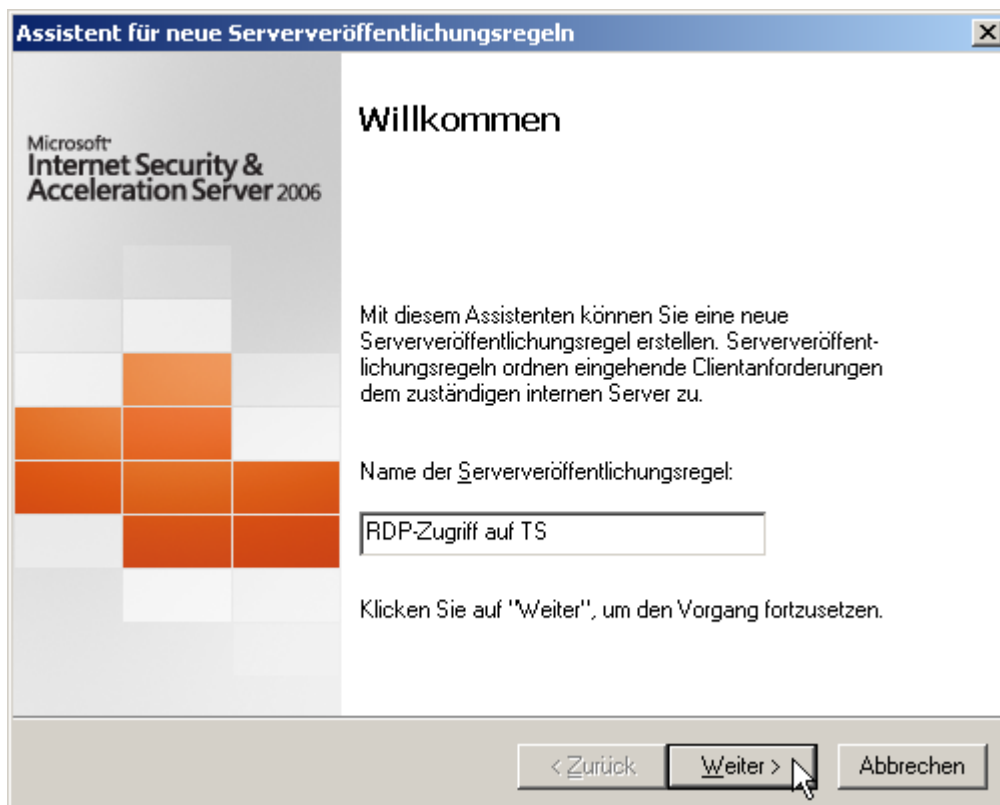 Assistent für neue Serververöffentlichungsregeln
Microsoft
Internet Security &
Acceleration Server 2006
Willkommen
Mit diesem Assistenten können Sie eine neue
Serververöffentlichungsregel erstellen. Serververöffent-
lichungsregeln ordnen eingehende Clientanforderungen
dem zuständigen internen Server zu.
Name der Serververöffentlichungsregel:
RDP-Zugriff auf TS
Klicken Sie auf "Weiter", um den Vorgang fortzusetzen.
< Zurück Weiter > Abbrechen